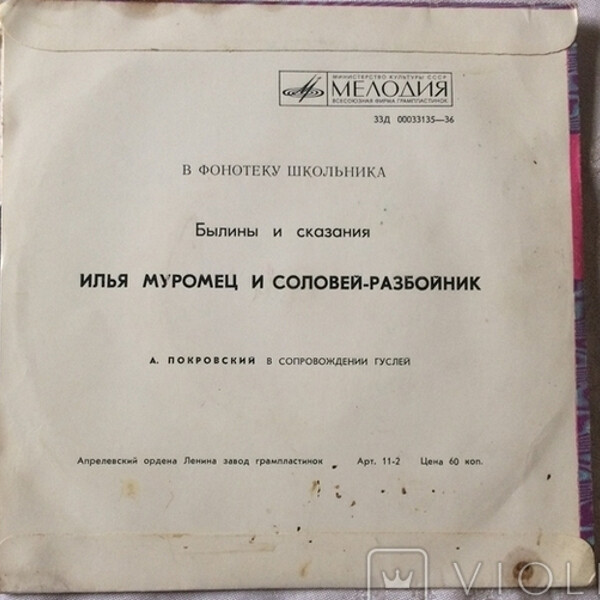 МИНИСТЕРСТВО КУЛЬТУРЫ СССР
МЕЛОДИЯ
ВСЕСОЮЗНАЯ ФИРМА ГРАМПЛАСТИНОК
33Д 00033135—36
В ФОНОТЕКУ ШКОЛЬНИКА
Былины и сказания
ИЛЬЯ МУРОМЕЦ И СОЛОВЕЙ-РАЗБОЙНИК
А. ПОКРОВСКИЙ В СОПРОВОЖДЕНИИ ГУСЛЕЙ
Апрелевский ордена Ленина завод грампластинок Арт. 11-2 Цена 60 коп.